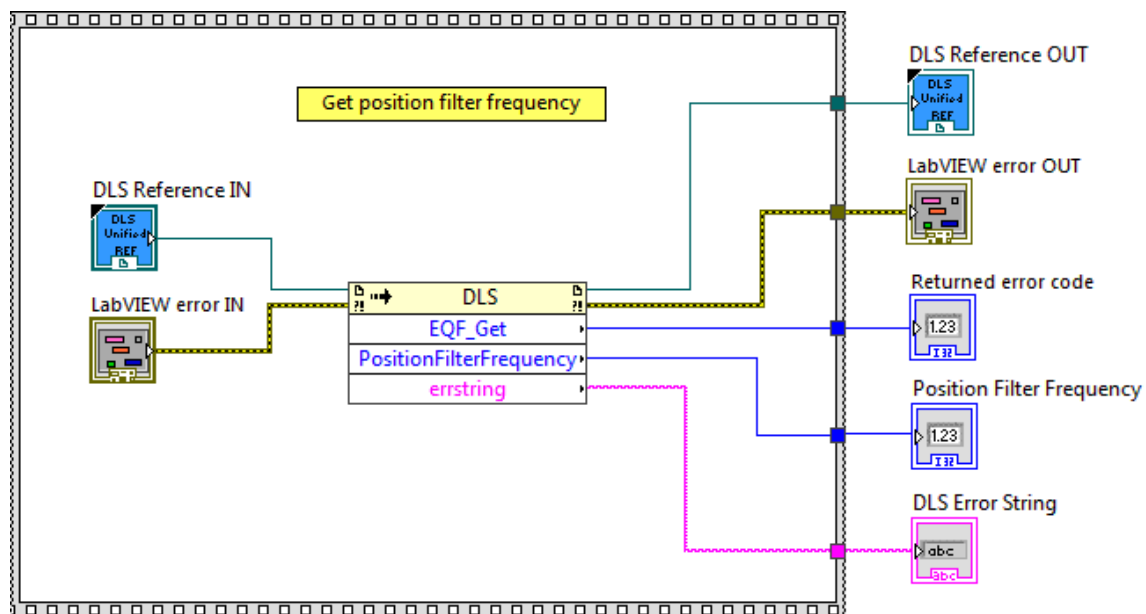 DLS Reference OUT
DLS
Unified
REF
Get position filter frequency
LabVIEW error OUT
DLS Reference IN
DLS
Unified
REF
LabVIEW error IN
?!
DLS
?!
EQF_Get
PositionFilterFrequency
errstring
?!
?!
Returned error code
1.23
I32
Position Filter Frequency
1.23
I32
DLS Error String
abc
abc